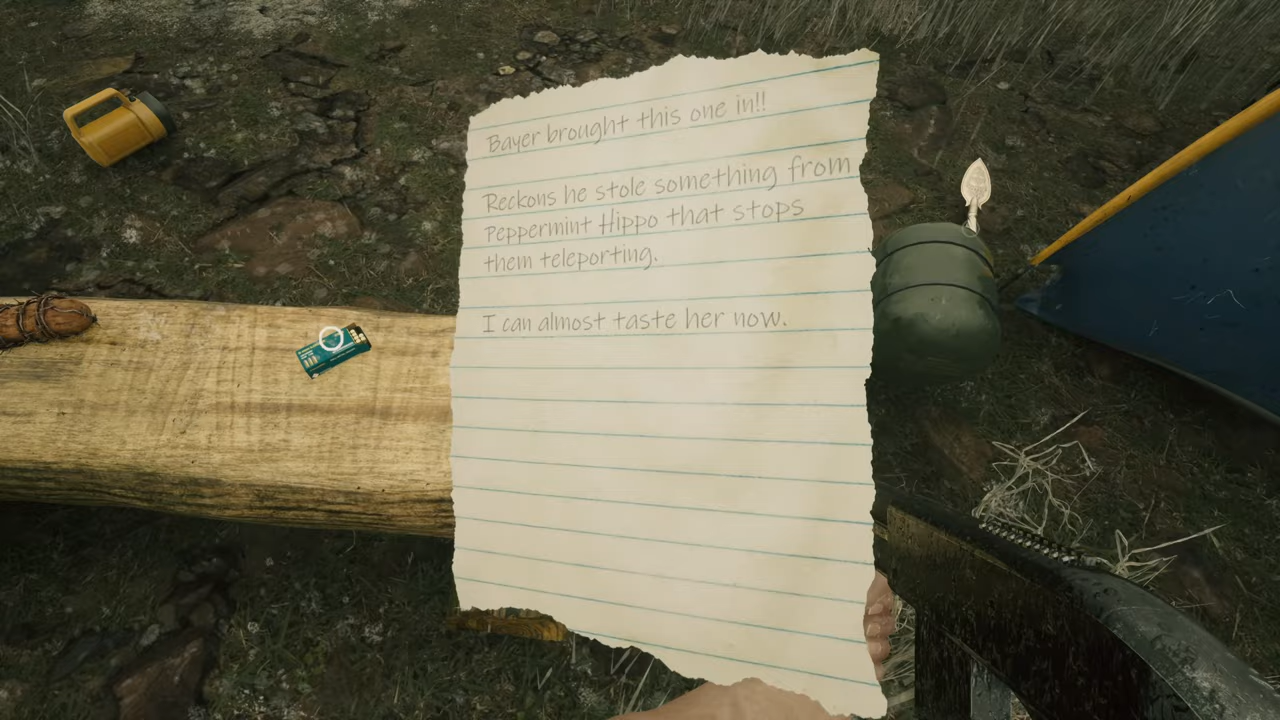 Bayer brought this one in!!
Reckons he stole something from
Peppermint Hippo that stops
them teleporting.
I can almost taste her now.